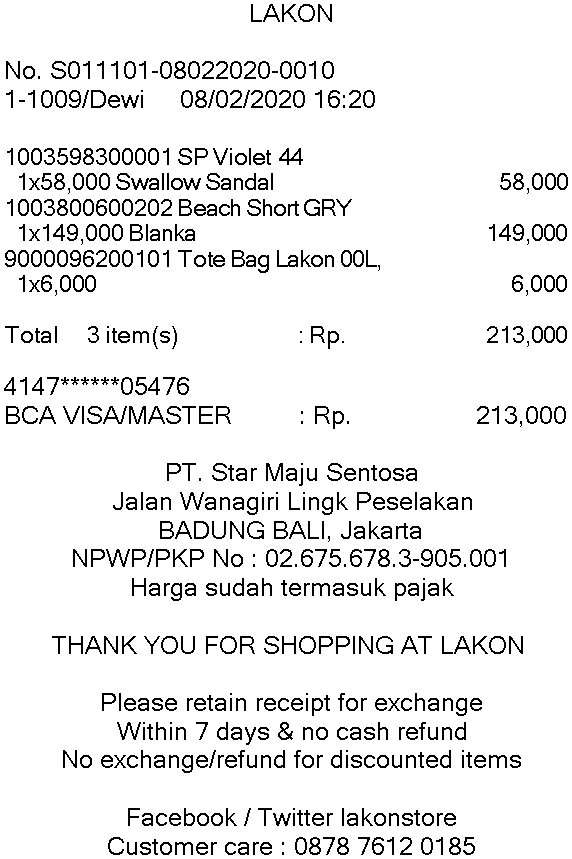 LAKON
No. S011101-08022020-0010
1-1009/Dewi 08/02/2020 16:20
1003598300001 SP Violet 44
1x58,000 Swallow Sandal 58,000
1003800600202 Beach Short GRY
1x149,000 Blanka 149,000
9000096200101 Tote Bag Lakon 00L,
1x6,000 6,000
Total 3 item(s) : Rp. 213,000
4147******05476
BCA VISA/MASTER : Rp. 213,000
PT. Star Maju Sentosa
Jalan Wanagiri Lingk Peselakan
BADUNG BALI, Jakarta
NPWP/PKP No : 02.675.678.3-905.001
Harga sudah termasuk pajak
THANK YOU FOR SHOPPING AT LAKON
Please retain receipt for exchange
Within 7 days & no cash refund
No exchange/refund for discounted items
Facebook / Twitter lakonstore
Customer care : 0878 7612 0185